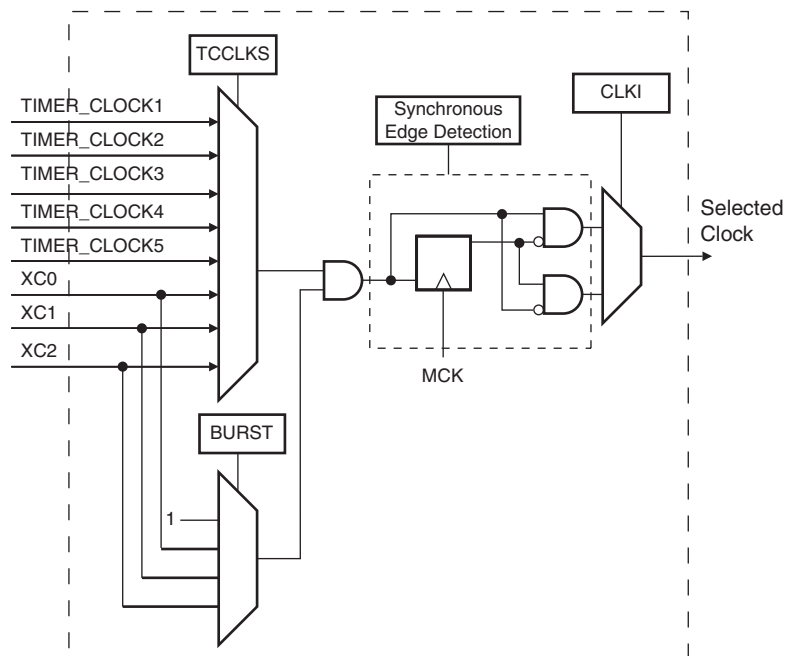 TCCLKS
TIMER_CLOCK1
TIMER_CLOCK2
TIMER_CLOCK3
TIMER_CLOCK4
TIMER_CLOCK5
XC0
XC1
XC2
Synchronous
Edge Detection
CLKI
Selected
Clock
MCK
BURST
1